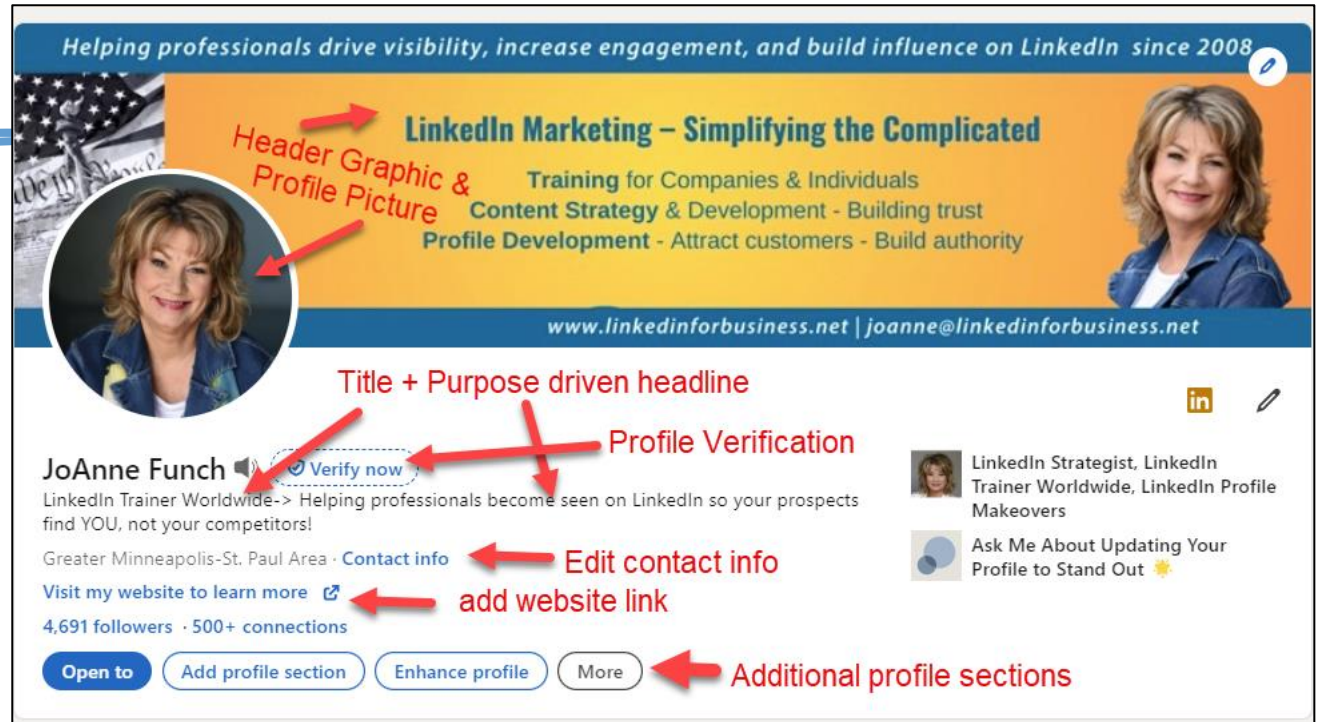 Helping professionals drive visibility, increase engagement, and build influence on LinkedIn since 2008
LinkedIn Marketing – Simplifying the Complicated
Header Graphic &
Profile Picture
Training for Companies & Individuals
Content Strategy & Development - Building trust
Profile Development - Attract customers - Build authority
www.linkedinforbusiness.net | joanne@linkedinforbusiness.net
Title + Purpose driven headline
in
Profile Verification
JoAnne Funch
Verify now
LinkedIn Trainer Worldwide-> Helping professionals become seen on LinkedIn so your prospects
find YOU, not your competitors!
Greater Minneapolis-St. Paul Area · Contact info
Edit contact info
Visit my website to learn more
add website link
4,691 followers · 500+ connections
Open to
Add profile section
Enhance profile
More
Additional profile sections
LinkedIn Strategist, LinkedIn
Trainer Worldwide, LinkedIn Profile
Makeovers
Ask Me About Updating Your
Profile to Stand Out 🌟